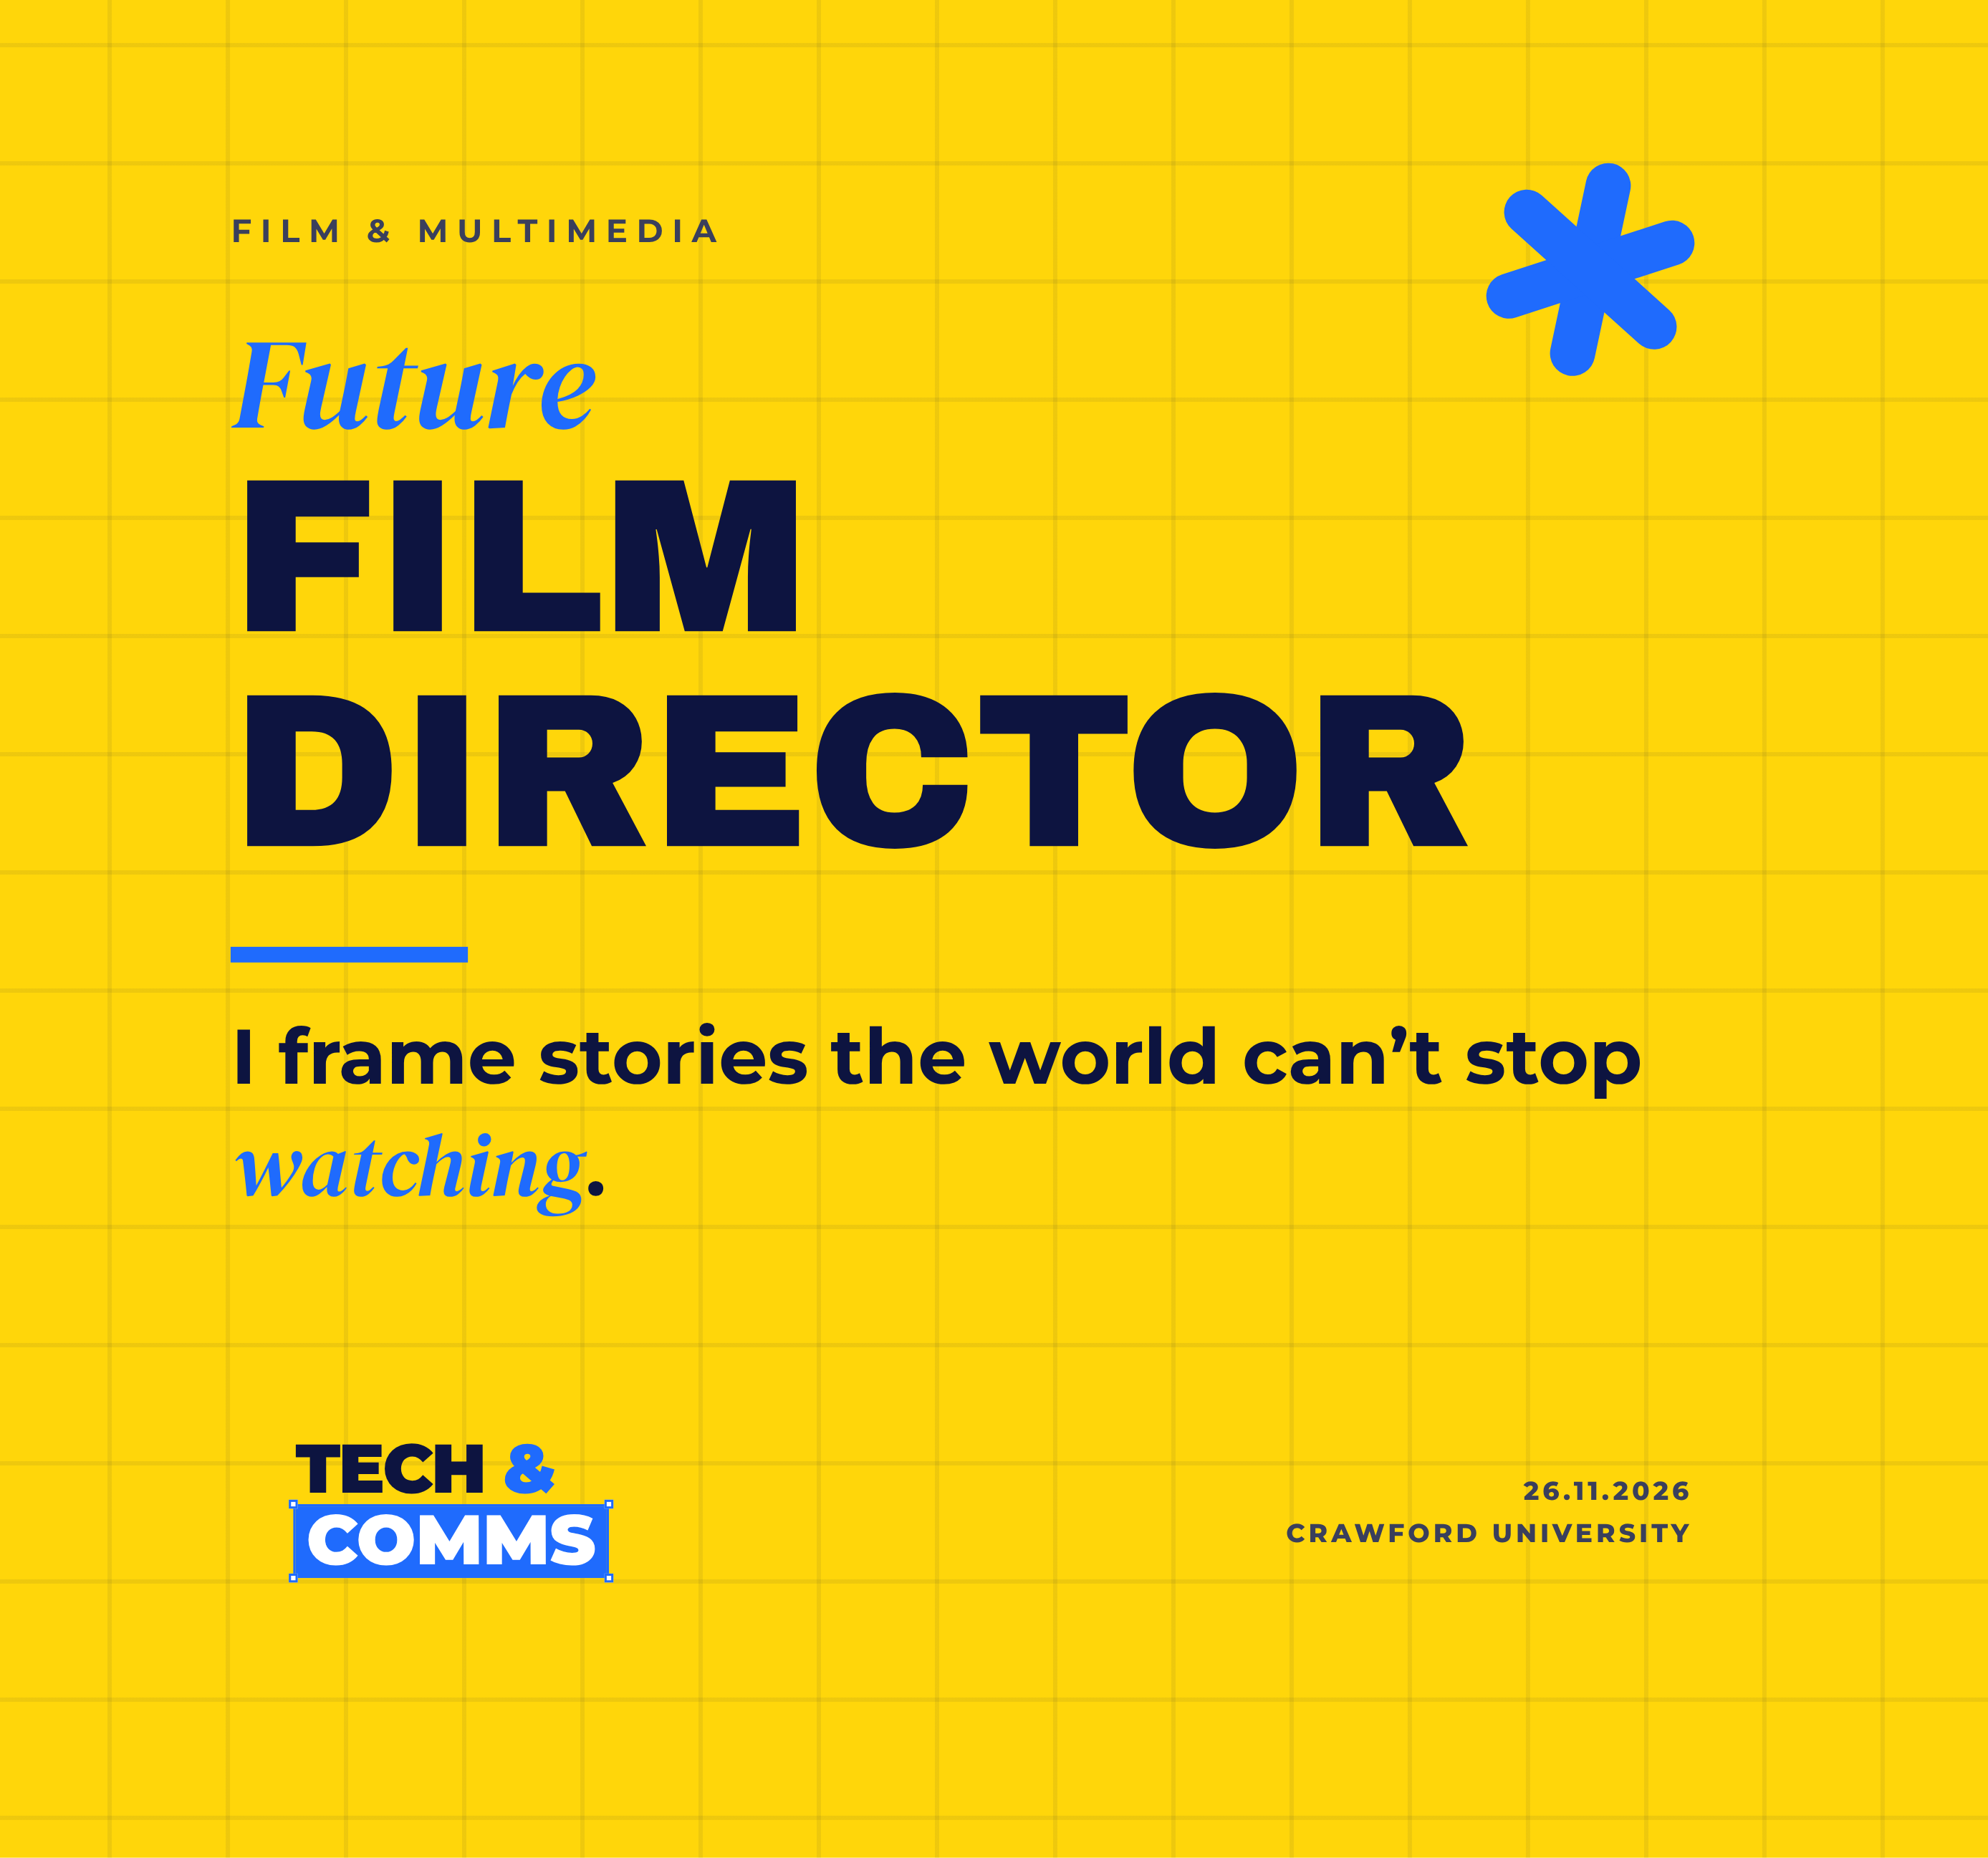 FILM & MULTIMEDIA
Future
FILM
DIRECTOR
I frame stories the world can’t stop
watching.
TECH &
COMMS
26.11.2026
CRAWFORD UNIVERSITY